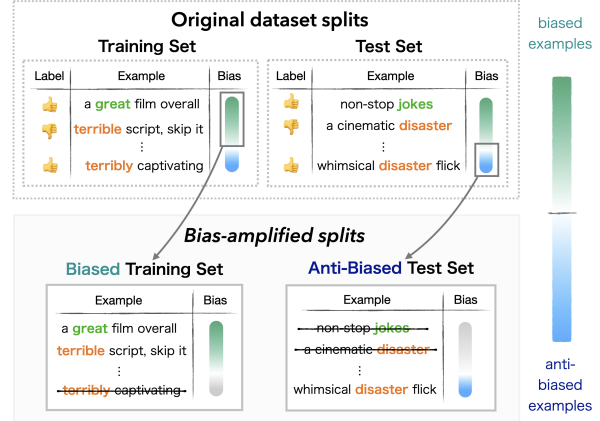 Original dataset splits
Training Set
Label Example Bias
a great film overall
terrible script, skip it
⋮
terribly captivating
Test Set
Label Example Bias
non-stop jokes
a cinematic disaster
⋮
whimsical disaster flick
biased
examples
Bias-amplified splits
Biased Training Set
Example Bias
a great film overall
terrible script, skip it
⋮
terribly captivating
Anti-Biased Test Set
Example Bias
non-stop jokes
a cinematic disaster
⋮
whimsical disaster flick
anti-
biased
examples